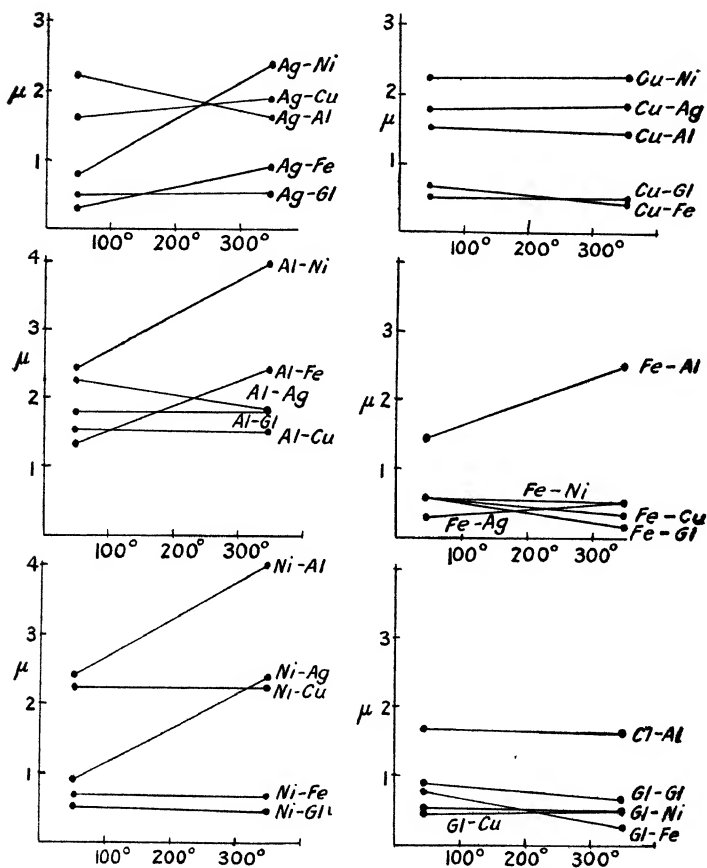 3
2
μ
1
Ag-Ni
Ag-Cu
Ag-Al
Ag-Fe
Ag-Gl
100° 200° 300°
3
2
μ
1
Cu-Ni
Cu-Ag
Cu-Al
Cu-Gl
Cu-Fe
100° 200° 300°
4
3
μ
2
1
Al-Ni
Al-Fe
Al-Ag
Al-Gl
Al-Cu
100° 200° 300°
3
μ 2
1
Fe-Al
Fe-Ni
Fe-Ag
Fe-Cu
Fe-Gl
100° 200° 300°
4
3
μ
2
1
Ni-Al
Ni-Ag
Ni-Cu
Ni-Fe
Ni-Gl
100° 200° 300°
3
2
μ
1
Gl-Al
Gl-Gl
Gl-Ni
Gl-Cu
Gl-Fe
100° 200° 300°